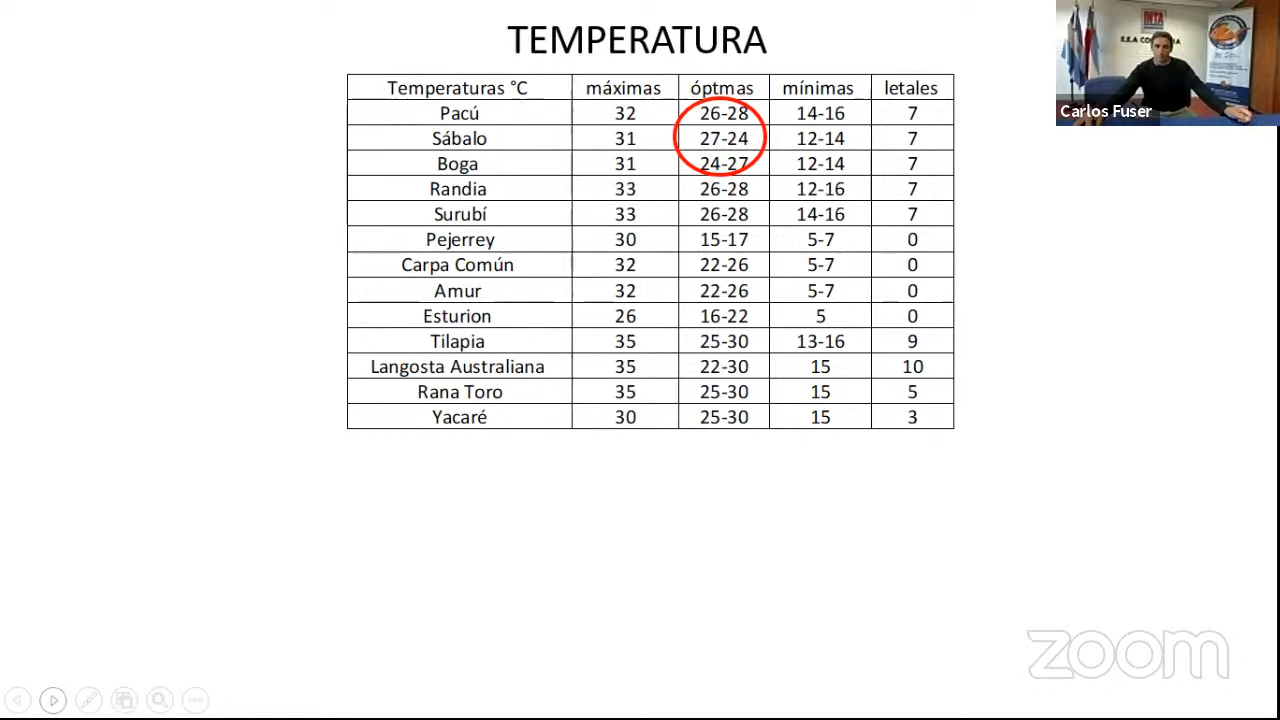 TEMPERATURA
Temperaturas °C máximas óptmas mínimas letales
Pacú 32 26-28 14-16 7
Sábalo 31 27-24 12-14 7
Boga 31 24-27 12-14 7
Randia 33 26-28 12-16 7
Surubí 33 26-28 14-16 7
Pejerrey 30 15-17 5-7 0
Carpa Común 32 22-26 5-7 0
Amur 32 22-26 5-7 0
Esturion 26 16-22 5 0
Tilapia 35 25-30 13-16 9
Langosta Australiana 35 22-30 15 10
Rana Toro 35 25-30 15 5
Yacaré 30 25-30 15 3
INTA
Carlos Fuser
zoom